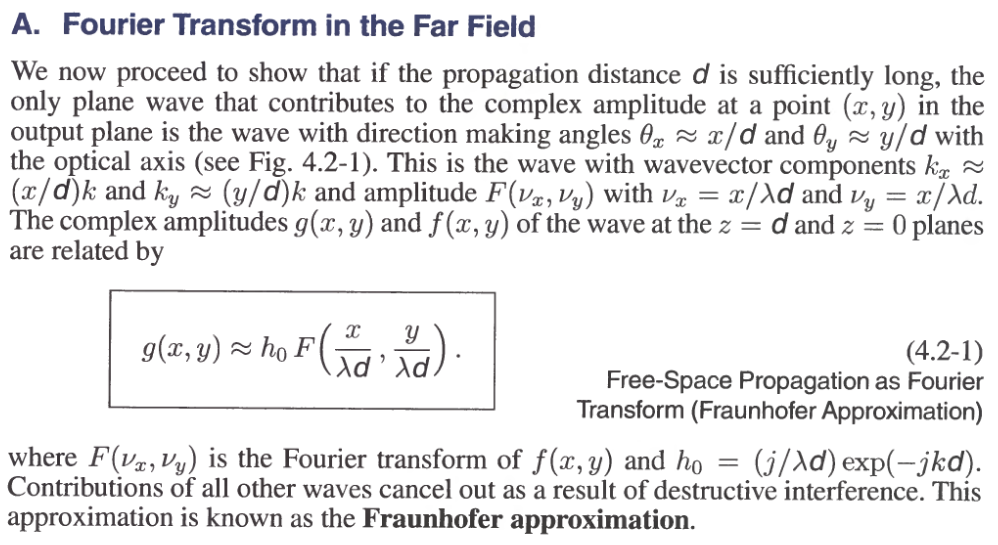 A. Fourier Transform in the Far Field
We now proceed to show that if the propagation distance d is sufficiently long, the
only plane wave that contributes to the complex amplitude at a point (x, y) in the
output plane is the wave with direction making angles θₓ ≈ x/d and θ_y ≈ y/d with
the optical axis (see Fig. 4.2-1). This is the wave with wavevector components kₓ ≈
(x/d)k and k_y ≈ (y/d)k and amplitude F(νₓ, ν_y) with νₓ = x/λd and ν_y = x/λd.
The complex amplitudes g(x, y) and f(x, y) of the wave at the z = d and z = 0 planes
are related by
g(x, y) ≈ h₀ F(x/λd, y/λd).
(4.2-1)
Free-Space Propagation as Fourier
Transform (Fraunhofer Approximation)
where F(νₓ, ν_y) is the Fourier transform of f(x, y) and h₀ = (j/λd) exp(−jkd).
Contributions of all other waves cancel out as a result of destructive interference. This
approximation is known as the Fraunhofer approximation.